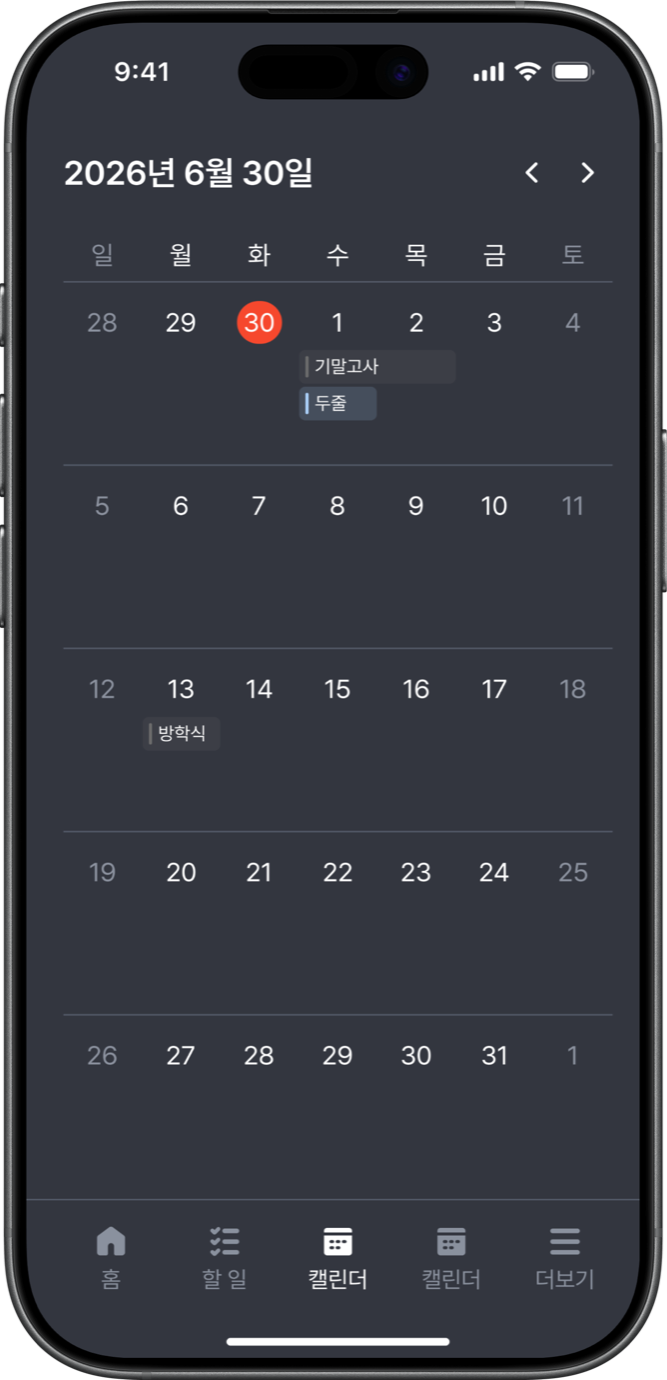 9:41
2026년 6월 30일
일 월 화 수 목 금 토
28 29 30 1 2 3 4
기말고사
두줄
5 6 7 8 9 10 11
12 13 14 15 16 17 18
방학식
19 20 21 22 23 24 25
26 27 28 29 30 31 1
홈 할 일 캘린더 캘린더 더보기